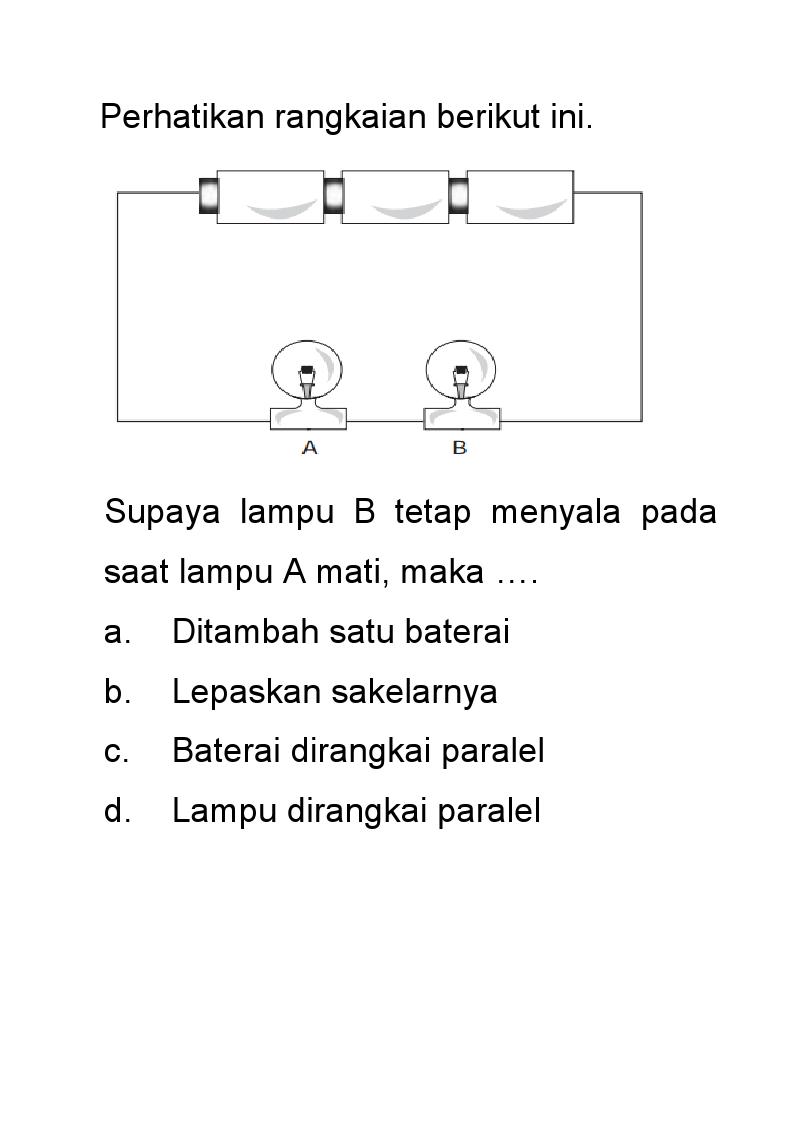 Perhatikan rangkaian berikut ini.
A B
Supaya lampu B tetap menyala pada
saat lampu A mati, maka ….
a. Ditambah satu baterai
b. Lepaskan sakelarnya
c. Baterai dirangkai paralel
d. Lampu dirangkai paralel